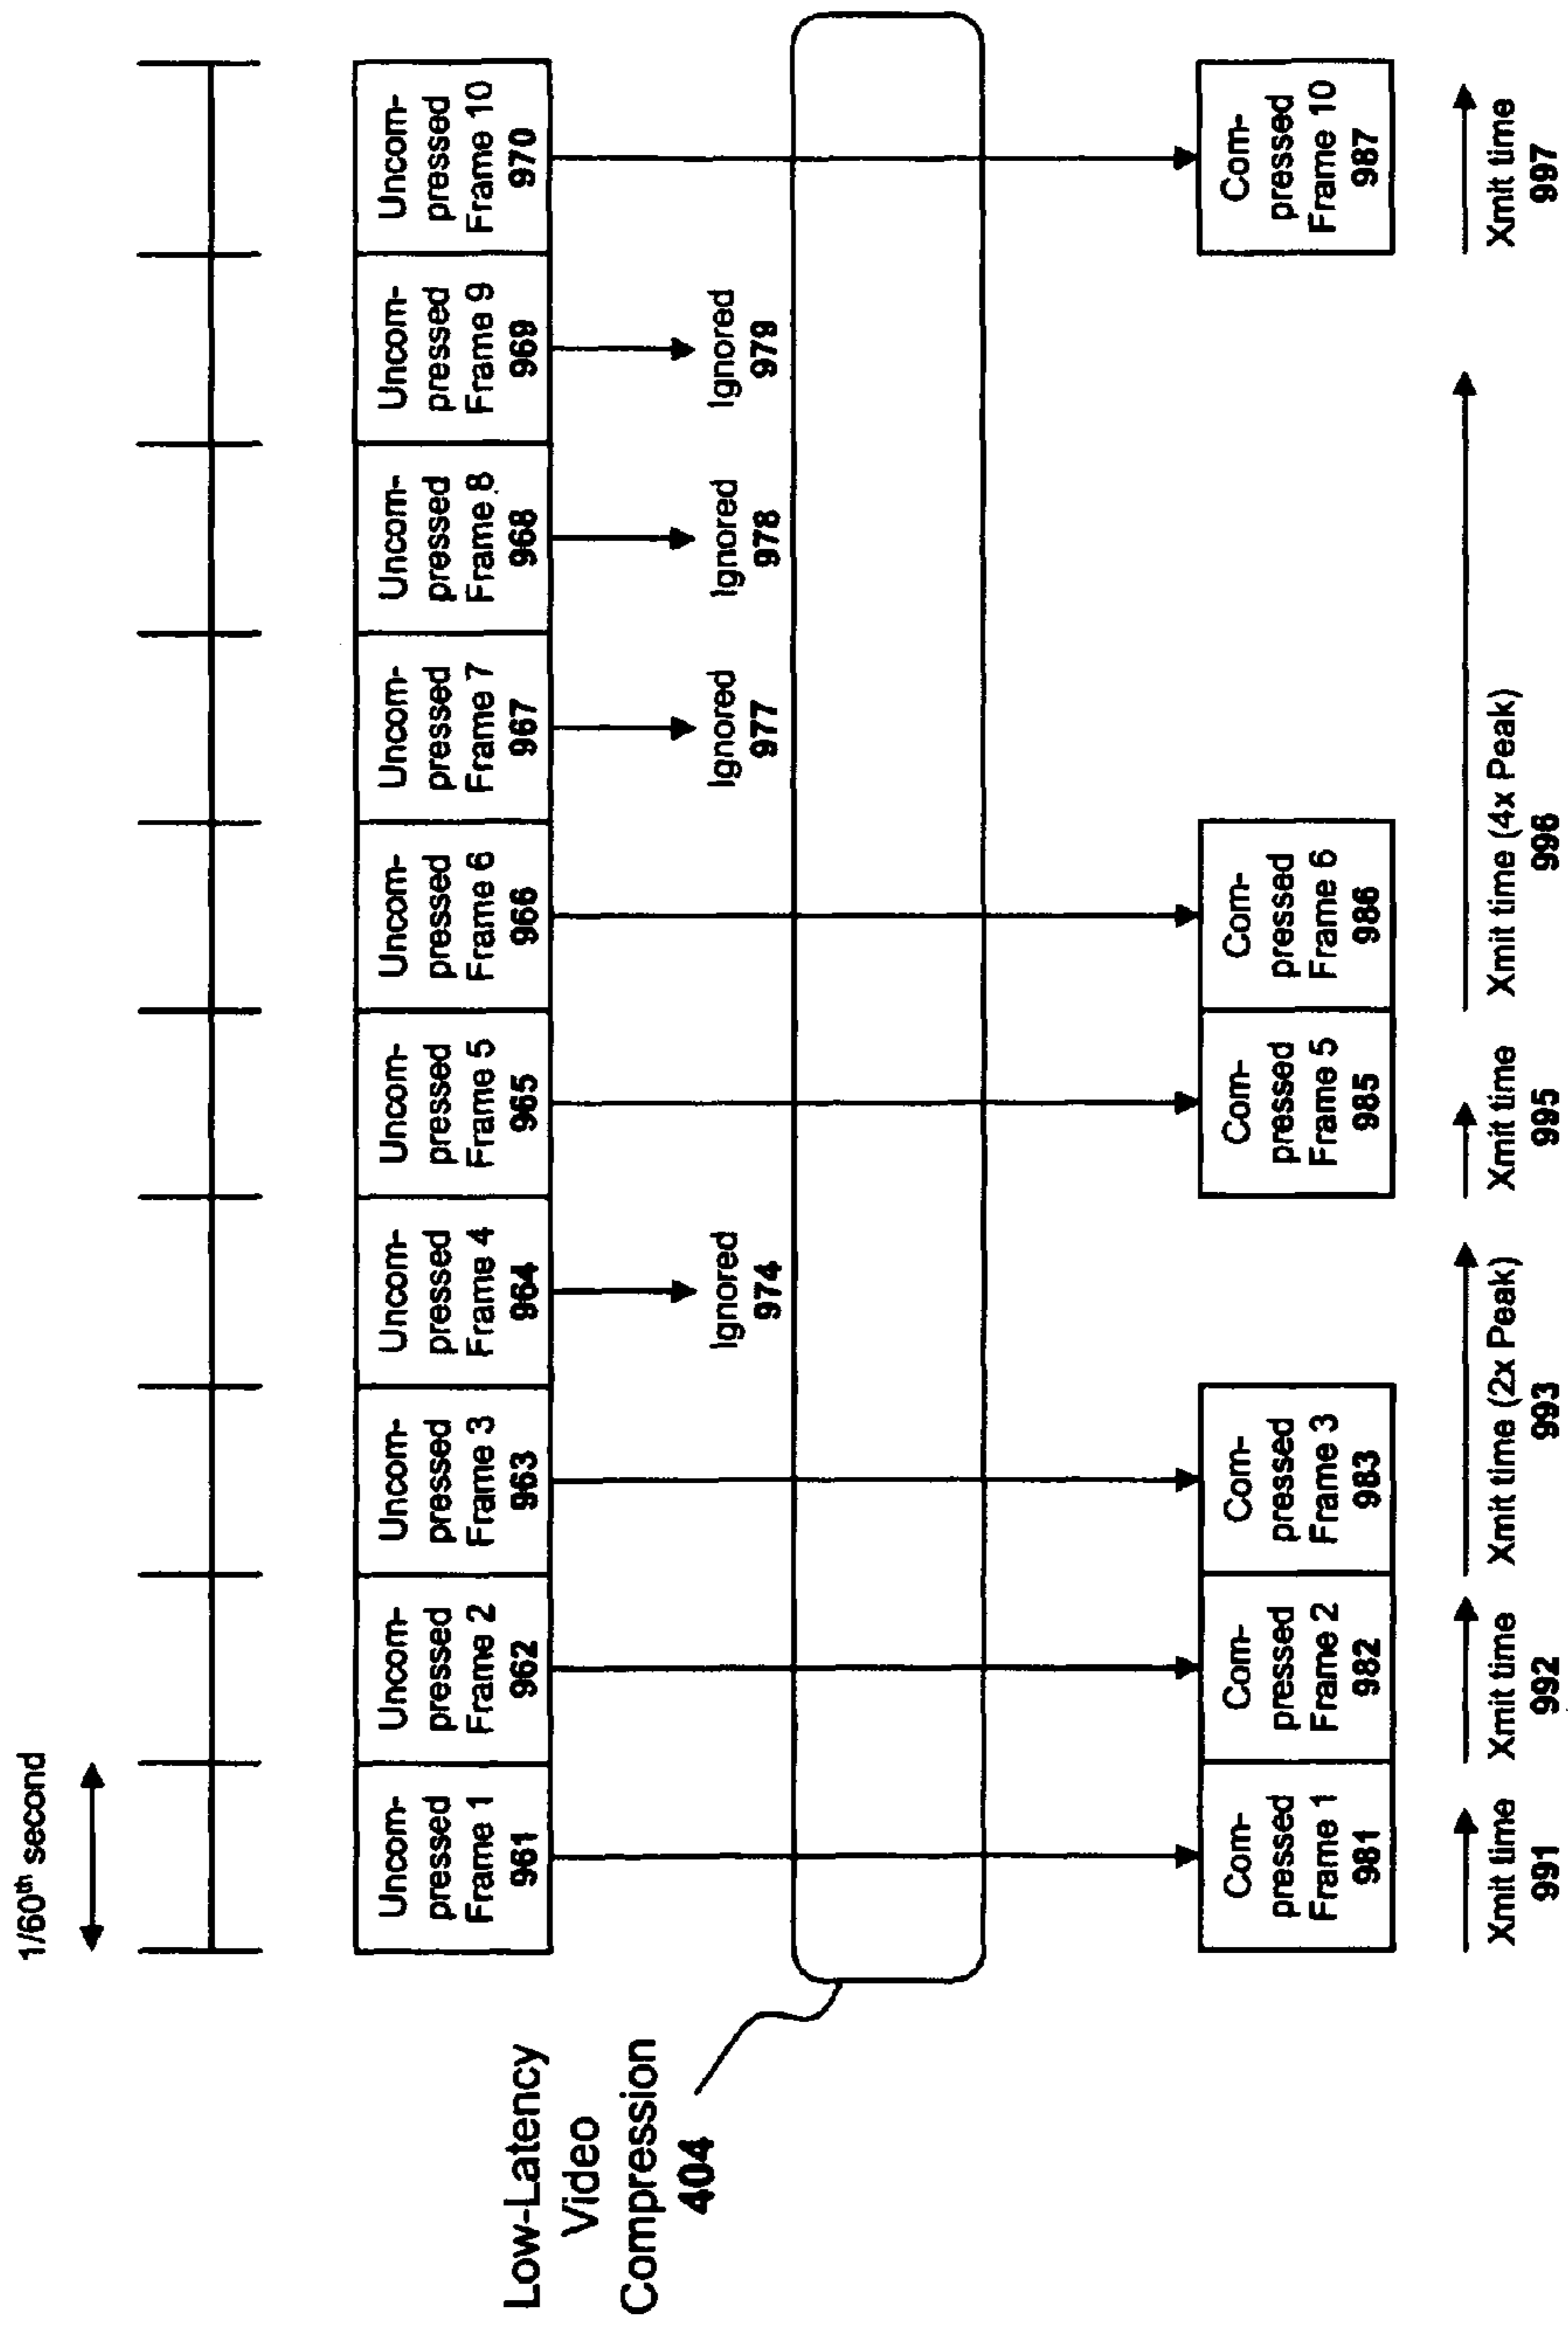 1/60th second
Uncom-
pressed
Frame 1
961
Uncom-
pressed
Frame 2
962
Uncom-
pressed
Frame 3
963
Uncom-
pressed
Frame 4
964
Uncom-
pressed
Frame 5
965
Uncom-
pressed
Frame 6
966
Uncom-
pressed
Frame 7
967
Uncom-
pressed
Frame 8
968
Uncom-
pressed
Frame 9
969
Uncom-
pressed
Frame 10
970
Low-Latency
Video
Compression
404
Ignored
974
Ignored
977
Ignored
978
Ignored
979
Com-
pressed
Frame 1
981
Com-
pressed
Frame 2
982
Com-
pressed
Frame 3
983
Com-
pressed
Frame 5
985
Com-
pressed
Frame 6
986
Com-
pressed
Frame 10
987
Xmit time
991
Xmit time
992
Xmit time (2x Peak)
993
Xmit time
995
Xmit time (4x Peak)
996
Xmit time
997